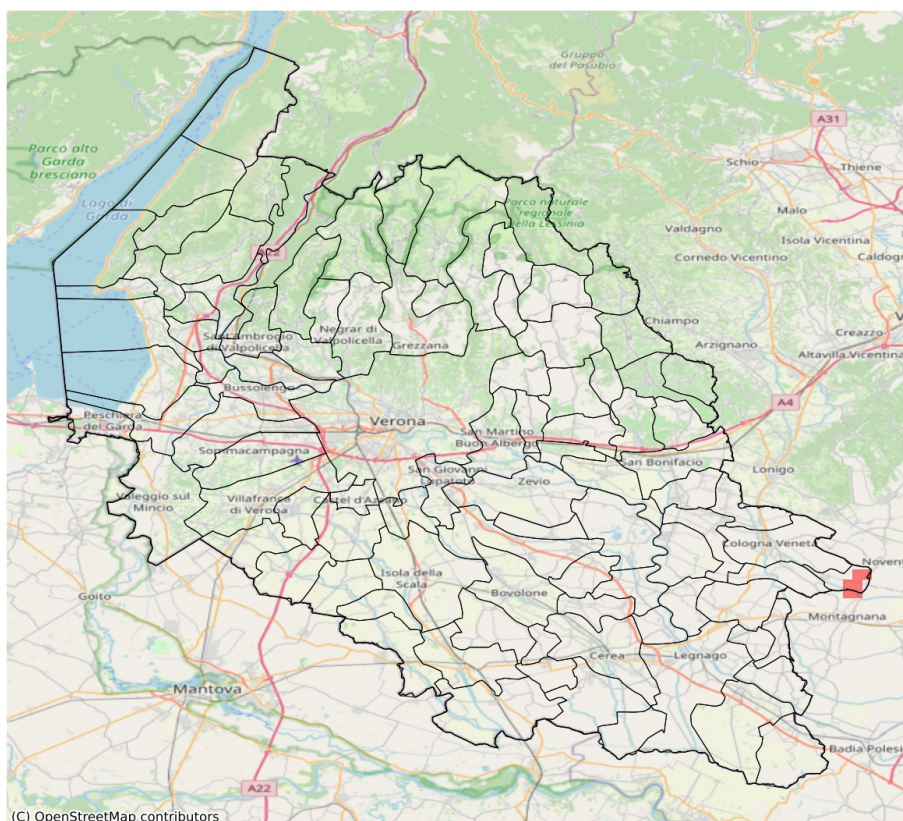 Gruppo
del Pasubio
A31
Schio
Thiene
Parco alto
Garda
bresciano
Lago di
Garda
Parco naturale
regionale
della Lessinia
Malo
Valdagno
Isola Vicentina
Cornedo Vicentino
Caldogn
A22
Chiampo
Sant'Ambrogio
di Valpolicella
Negrar di
Valpolicella
Grezzana
Arzignano
Creazzo
Altavilla Vicentina
Bussolengo
A4
Peschiera
del Garda
Verona
San Martino
Buon Albergo
Sommacampagna
San Giovanni
Lupatoto
San Bonifacio
Lonigo
Zevio
Valeggio sul
Mincio
Villafranca
di Verona
Castel d'Azzano
Cologna Veneta
Novent
Isola della
Scala
Goito
Bovolone
Montagnana
Cerea
Legnago
Mantova
Badia Polesi
A22
(C) OpenStreetMap contributors